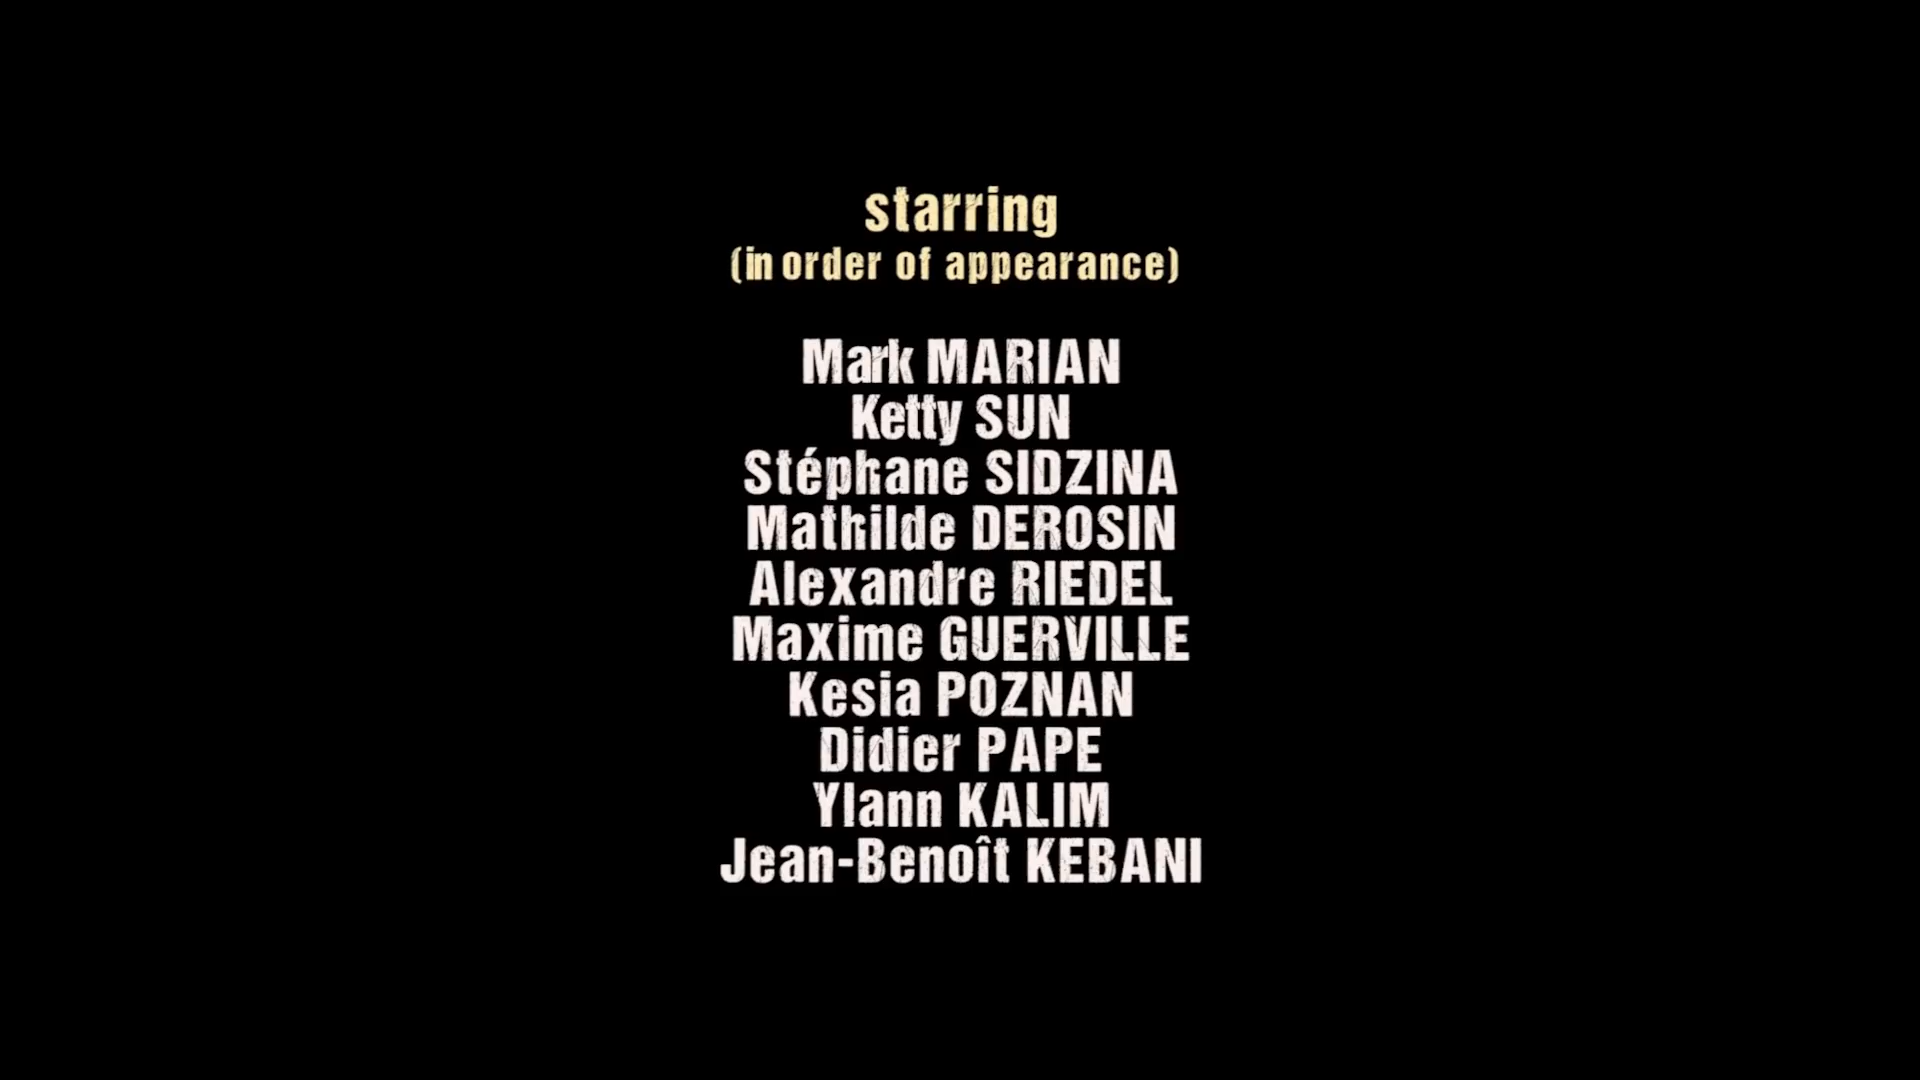 starring
(in order of appearance)
Mark MARIAN
Ketty SUN
Stéphane SIDZINA
Mathilde DEROSIN
Alexandre RIEDEL
Maxime GUERVILLE
Kesia POZNAN
Didier PAPE
Ylann KALIM
Jean-Benoît KEBANI